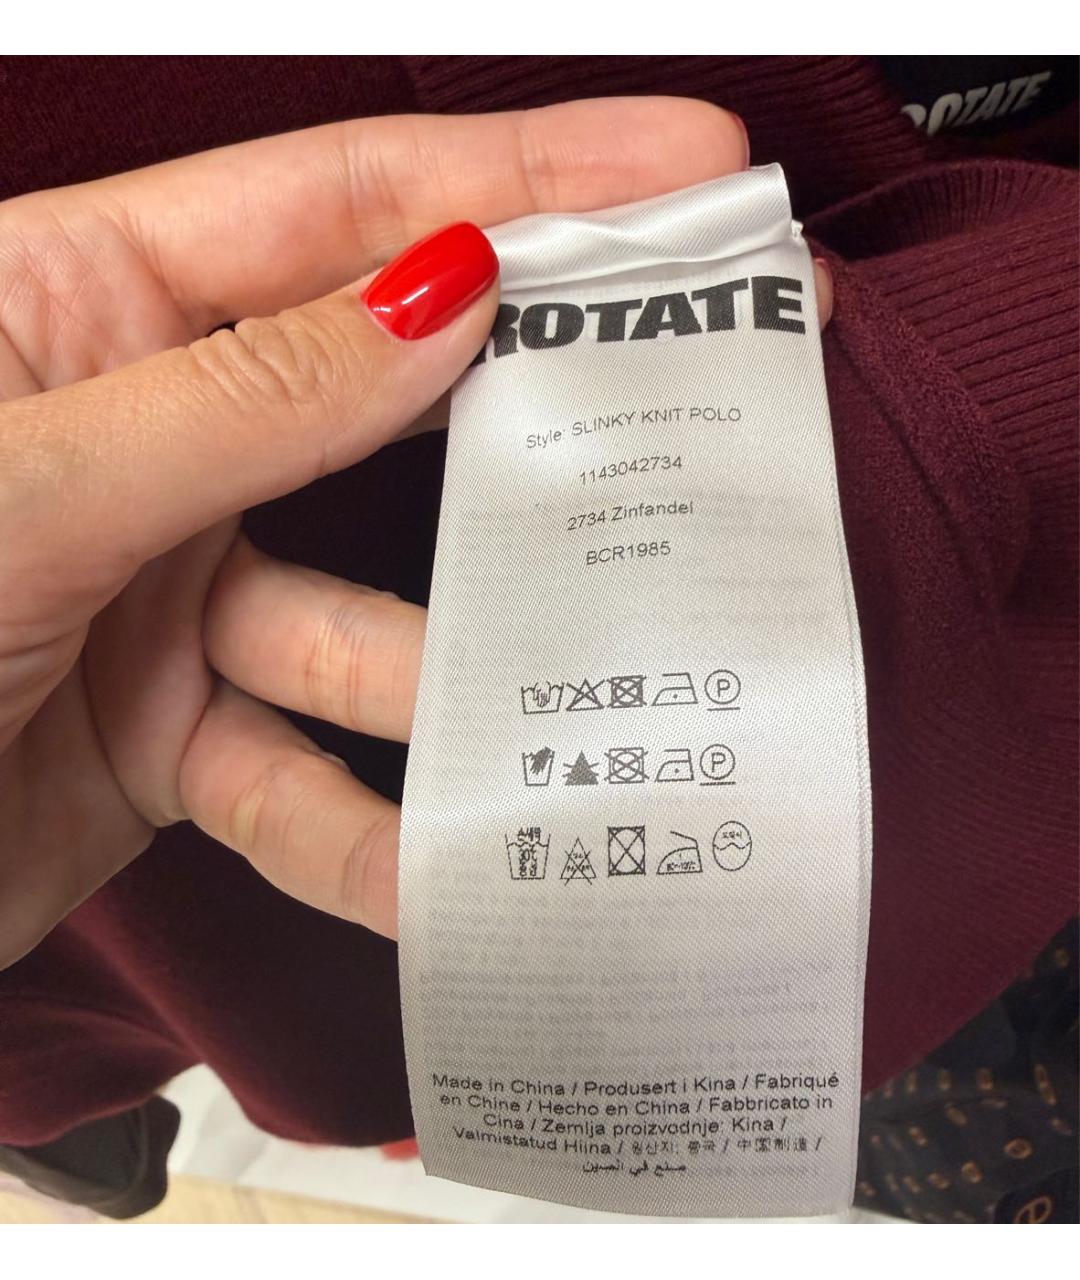 ROTATE
ROTATE
Style: SLINKY KNIT POLO
1143042734
2734 Zinfandel
BCR1985
P
P
Made in China / Produsert i Kina / Fabriqué
en Chine / Hecho en China / Fabbricato in
Cina / Zemlja proizvodnje: Kina /
Valmistatud Hiina / 원산지: 중국 / 中国制造 /
صنع في الصين